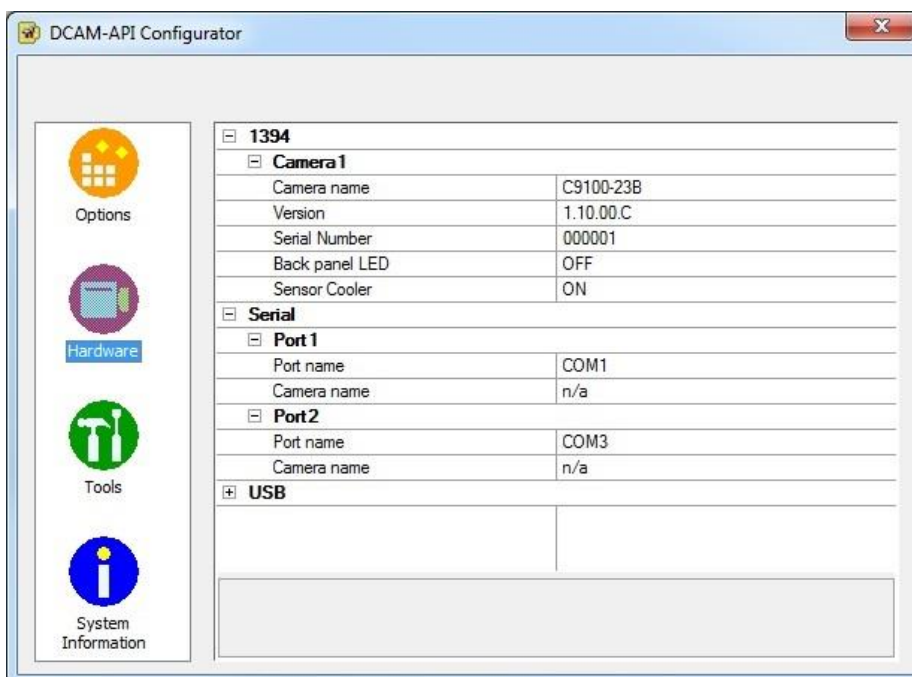 DCAM-API Configurator
Options
Hardware
Tools
System
Information
1394
Camera1
Camera name C9100-23B
Version 1.10.00.C
Serial Number 000001
Back panel LED OFF
Sensor Cooler ON
Serial
Port1
Port name COM1
Camera name n/a
Port2
Port name COM3
Camera name n/a
USB